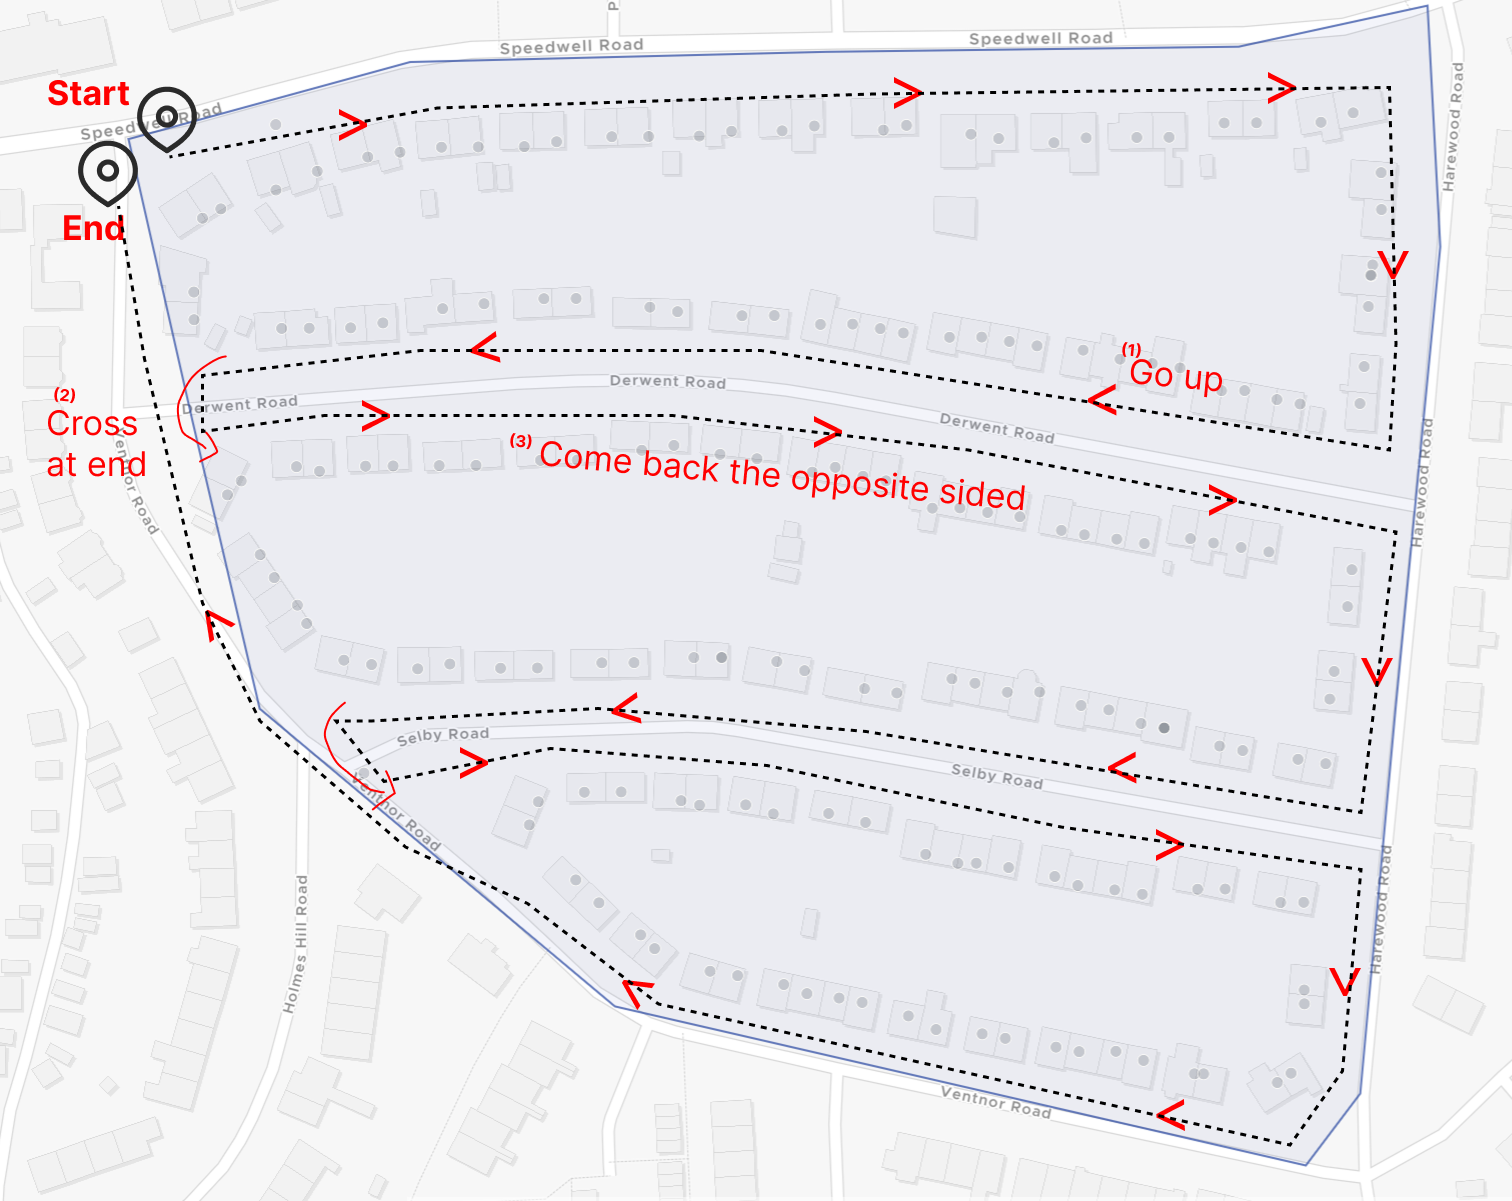 P
Speedwell Road
Speedwell Road
Start
Speedwell Road
Harewood Road
End
(1)
Go up
Derwent Road
(2)
Derwent Road
Cross
at end
Derwent Road
(3)
Come back the opposite sided
Ventnor Road
Harewood Road
Selby Road
Selby Road
Ventnor Road
Harewood Road
Holmes Hill Road
Ventnor Road